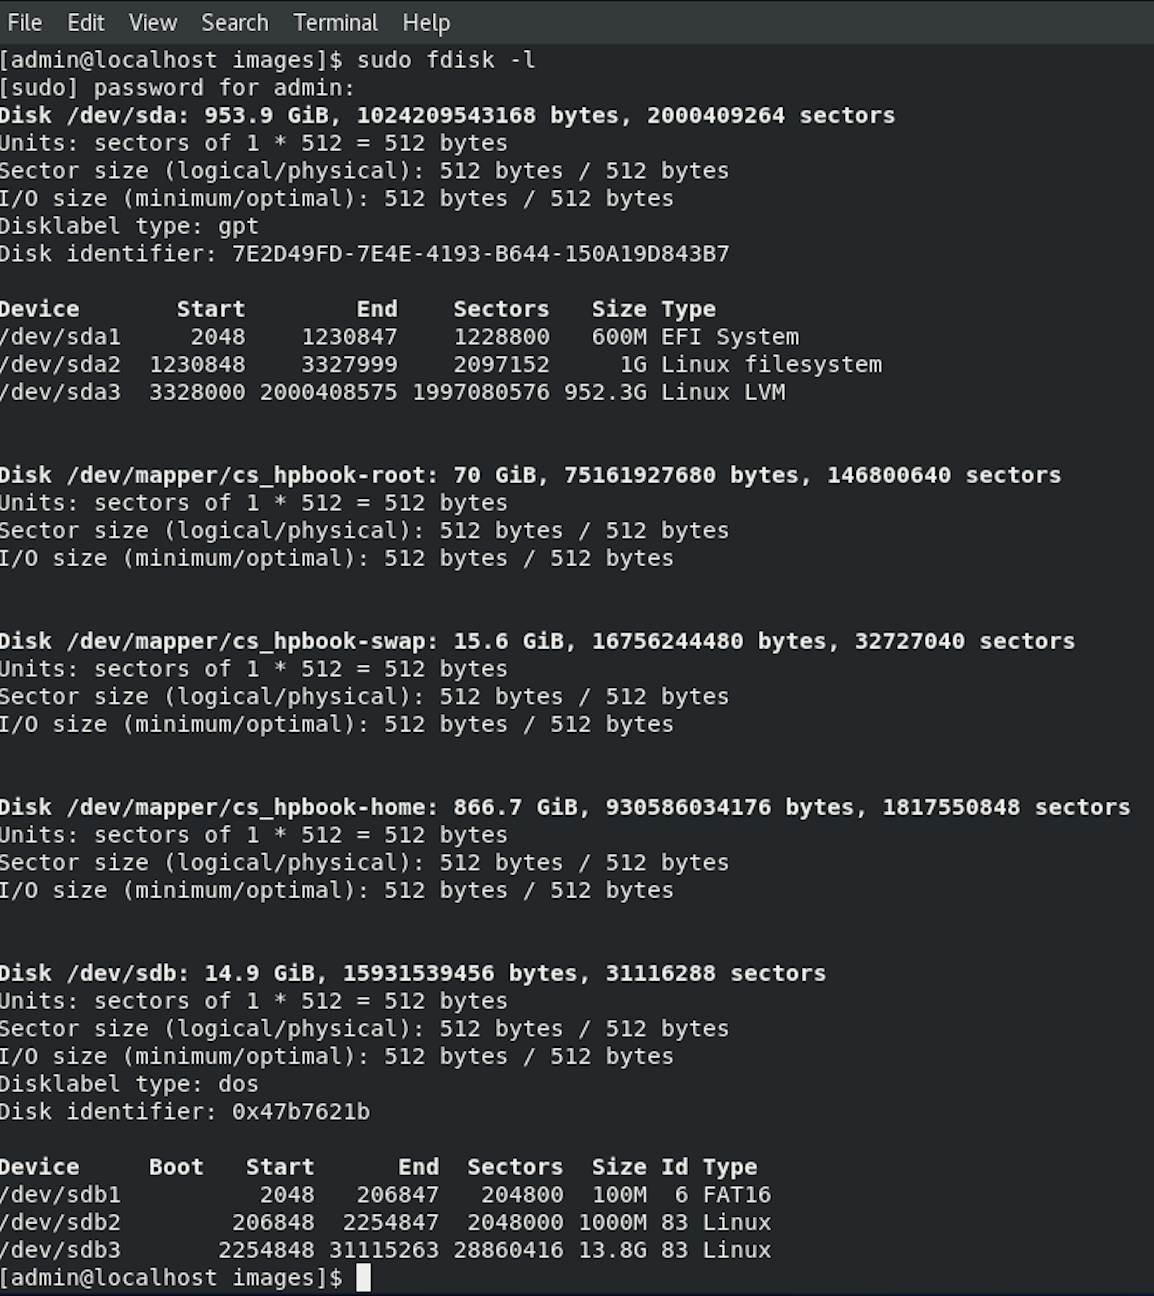 File Edit View Search Terminal Help
[admin@localhost images]$ sudo fdisk -l
[sudo] password for admin:
Disk /dev/sda: 953.9 GiB, 1024209543168 bytes, 2000409264 sectors
Units: sectors of 1 * 512 = 512 bytes
Sector size (logical/physical): 512 bytes / 512 bytes
I/O size (minimum/optimal): 512 bytes / 512 bytes
Disklabel type: gpt
Disk identifier: 7E2D49FD-7E4E-4193-B644-150A19D843B7
Device       Start        End    Sectors   Size Type
/dev/sda1     2048    1230847    1228800   600M EFI System
/dev/sda2  1230848    3327999    2097152     1G Linux filesystem
/dev/sda3  3328000 2000408575 1997080576 952.3G Linux LVM
Disk /dev/mapper/cs_hpbook-root: 70 GiB, 75161927680 bytes, 146800640 sectors
Units: sectors of 1 * 512 = 512 bytes
Sector size (logical/physical): 512 bytes / 512 bytes
I/O size (minimum/optimal): 512 bytes / 512 bytes
Disk /dev/mapper/cs_hpbook-swap: 15.6 GiB, 16756244480 bytes, 32727040 sectors
Units: sectors of 1 * 512 = 512 bytes
Sector size (logical/physical): 512 bytes / 512 bytes
I/O size (minimum/optimal): 512 bytes / 512 bytes
Disk /dev/mapper/cs_hpbook-home: 866.7 GiB, 930586034176 bytes, 1817550848 sectors
Units: sectors of 1 * 512 = 512 bytes
Sector size (logical/physical): 512 bytes / 512 bytes
I/O size (minimum/optimal): 512 bytes / 512 bytes
Disk /dev/sdb: 14.9 GiB, 15931539456 bytes, 31116288 sectors
Units: sectors of 1 * 512 = 512 bytes
Sector size (logical/physical): 512 bytes / 512 bytes
I/O size (minimum/optimal): 512 bytes / 512 bytes
Disklabel type: dos
Disk identifier: 0x47b7621b
Device     Boot   Start      End  Sectors  Size Id Type
/dev/sdb1          2048   206847   204800  100M  6 FAT16
/dev/sdb2        206848  2254847  2048000 1000M 83 Linux
/dev/sdb3       2254848 31115263 28860416 13.8G 83 Linux
[admin@localhost images]$